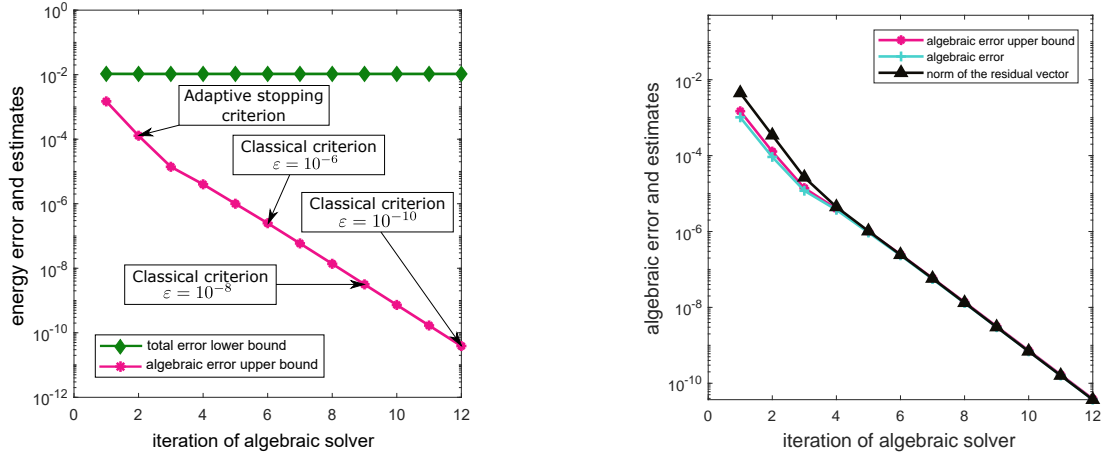 energy error and estimates
10^0
10^-2
10^-4
10^-6
10^-8
10^-10
10^-12
Adaptive stopping
criterion
Classical criterion
ε = 10^-6
Classical criterion
ε = 10^-10
Classical criterion
ε = 10^-8
total error lower bound
algebraic error upper bound
0 2 4 6 8 10 12
iteration of algebraic solver
algebraic error and estimates
10^-2
10^-4
10^-6
10^-8
10^-10
algebraic error upper bound
algebraic error
norm of the residual vector
0 2 4 6 8 10 12
iteration of algebraic solver